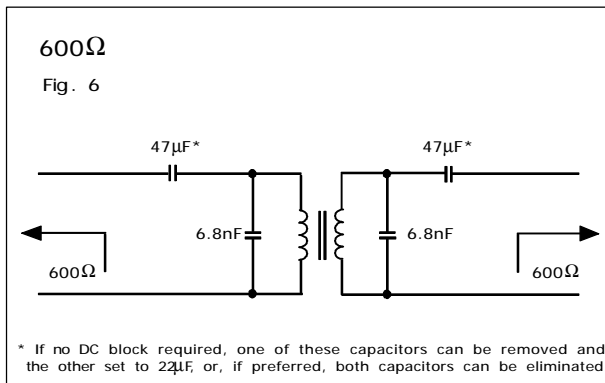 600Ω
Fig. 6
47µF*
47µF*
6.8nF
6.8nF
600Ω
600Ω
* If no DC block required, one of these capacitors can be removed and
the other set to 22µF, or, if preferred, both capacitors can be eliminated